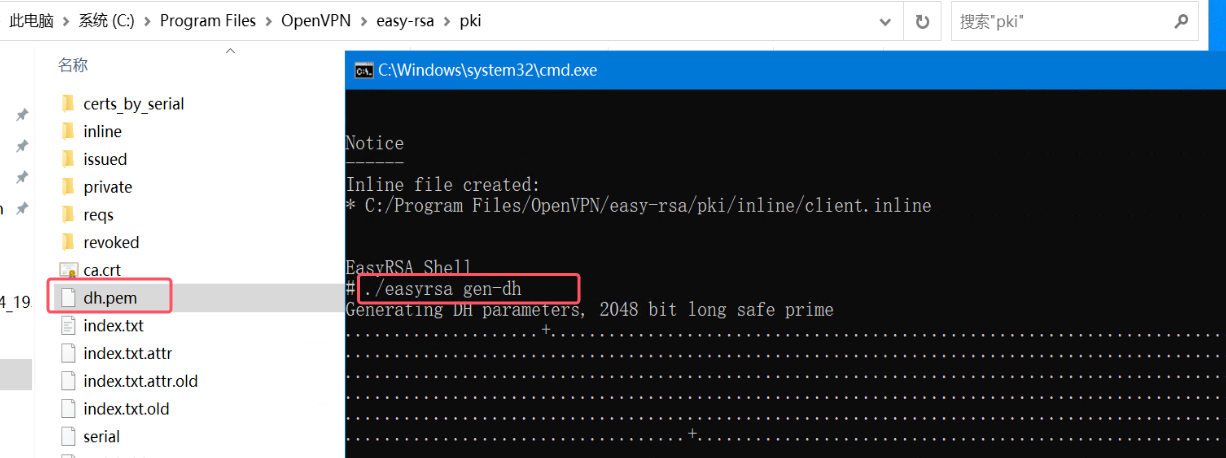 此电脑 > 系统 (C:) > Program Files > OpenVPN > easy-rsa > pki
搜索"pki"
名称
certs_by_serial
inline
issued
private
reqs
revoked
ca.crt
dh.pem
index.txt
index.txt.attr
index.txt.attr.old
index.txt.old
serial
4_19.
C:\Windows\system32\cmd.exe
Notice
------
Inline file created:
* C:/Program Files/OpenVPN/easy-rsa/pki/inline/client.inline
EasyRSA Shell
# ./easyrsa gen-dh
Generating DH parameters, 2048 bit long safe prime